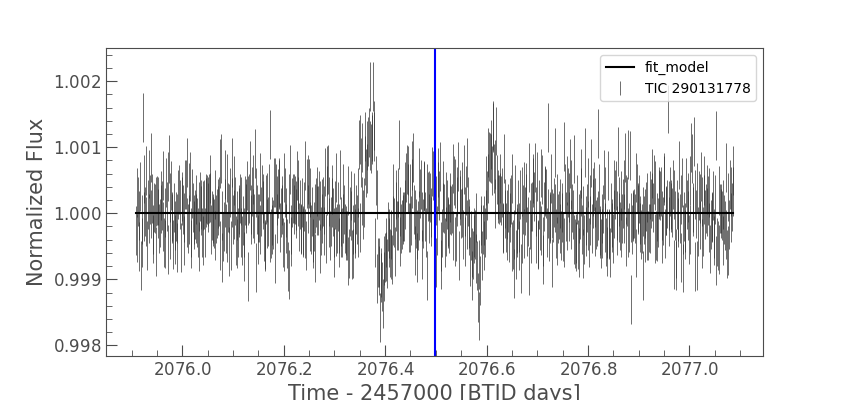 fit_model
TIC 290131778
1.002
1.001
1.000
0.999
0.998
Normalized Flux
2076.0 2076.2 2076.4 2076.6 2076.8 2077.0
Time - 2457000 [BTJD days]